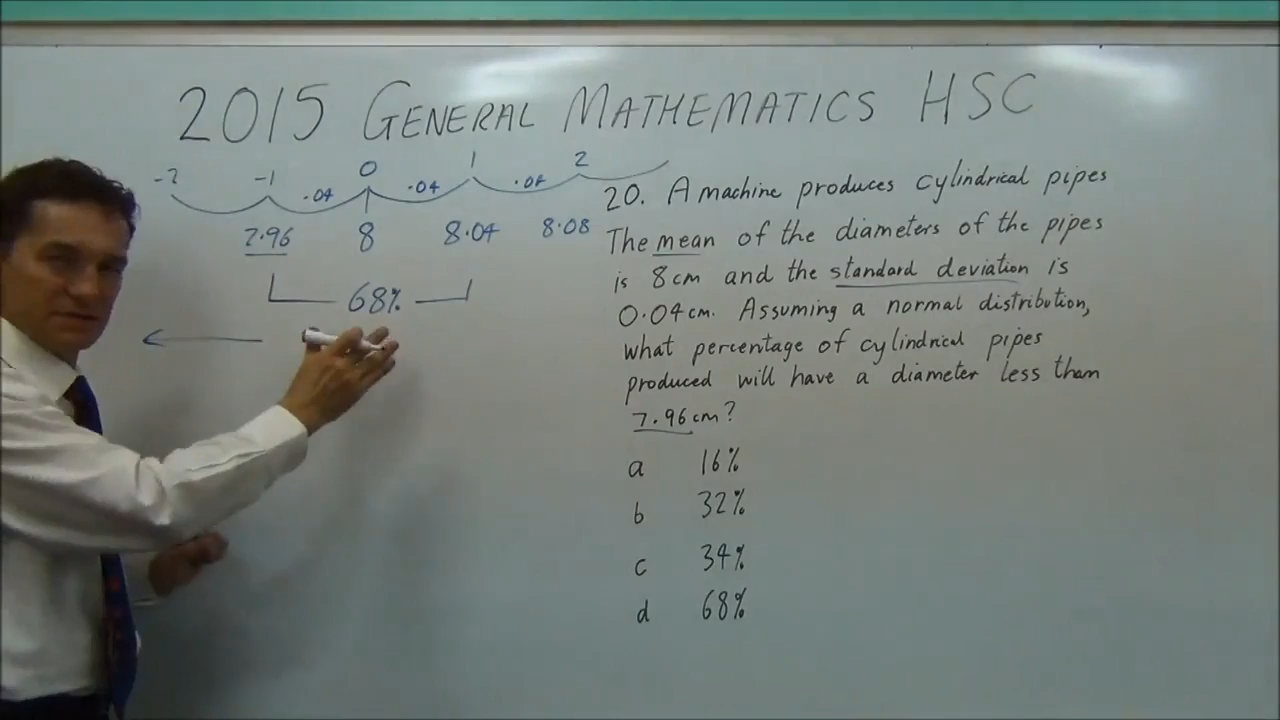 2015 GENERAL MATHEMATICS HSC
-2 -1 0 1 2
.04 .04 .04
7.96 8 8.04 8.08
68%
20. A machine produces cylindrical pipes
The mean of the diameters of the pipes
is 8cm and the standard deviation is
0.04cm. Assuming a normal distribution,
what percentage of cylindrical pipes
produced will have a diameter less than
7.96cm?
a 16%
b 32%
c 34%
d 68%